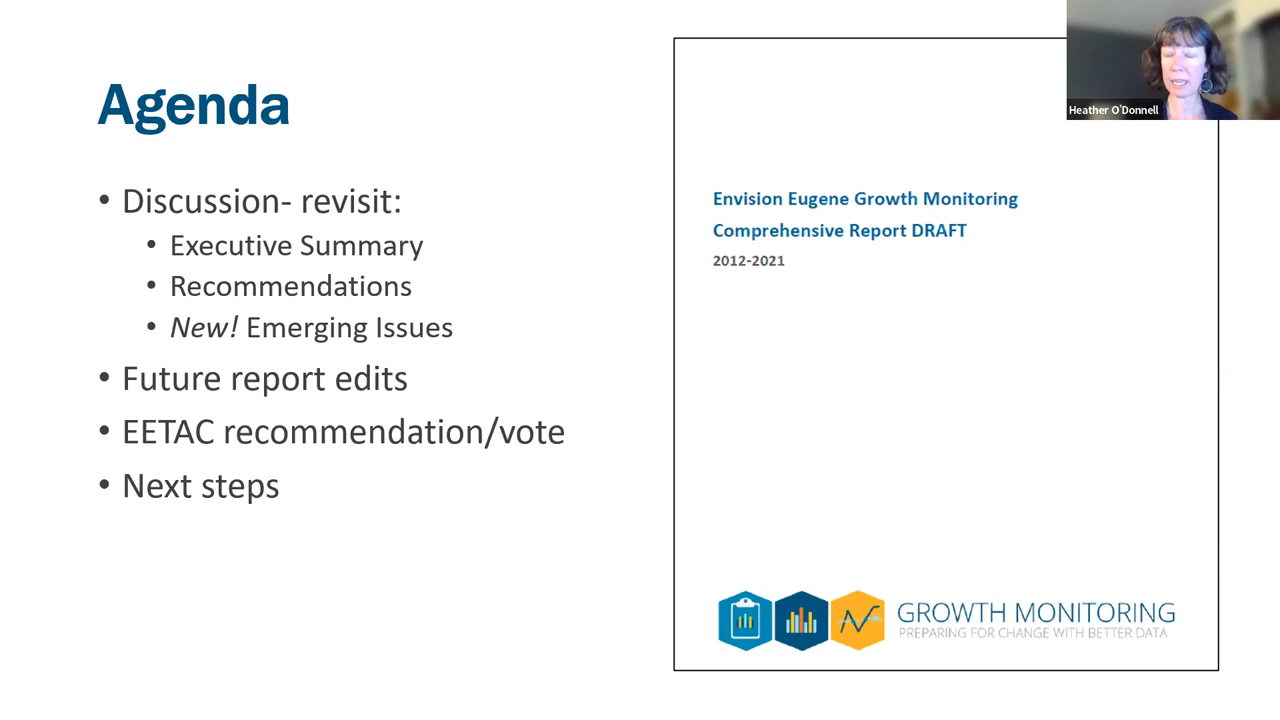 Agenda
• Discussion- revisit:
• Executive Summary
• Recommendations
• New! Emerging Issues
• Future report edits
• EETAC recommendation/vote
• Next steps
Heather O'Donnell
Envision Eugene Growth Monitoring
Comprehensive Report DRAFT
2012-2021
GROWTH MONITORING
PREPARING FOR CHANGE WITH BETTER DATA